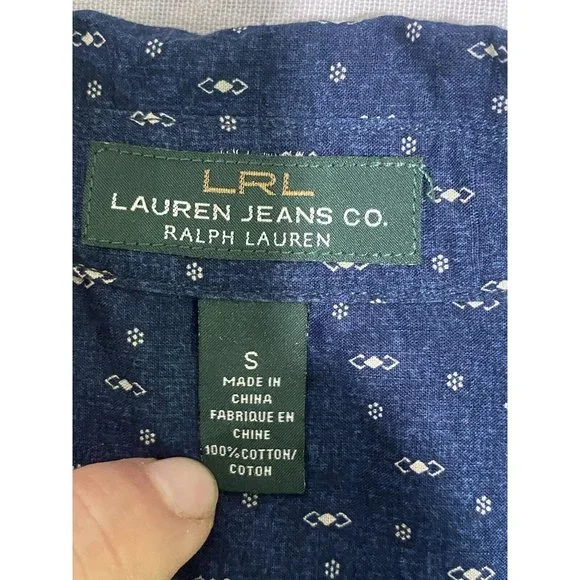 LRL
LAUREN JEANS CO.
RALPH LAUREN
S
MADE IN
CHINA
FABRIQUE EN
CHINE
100% COTTON/
COTON